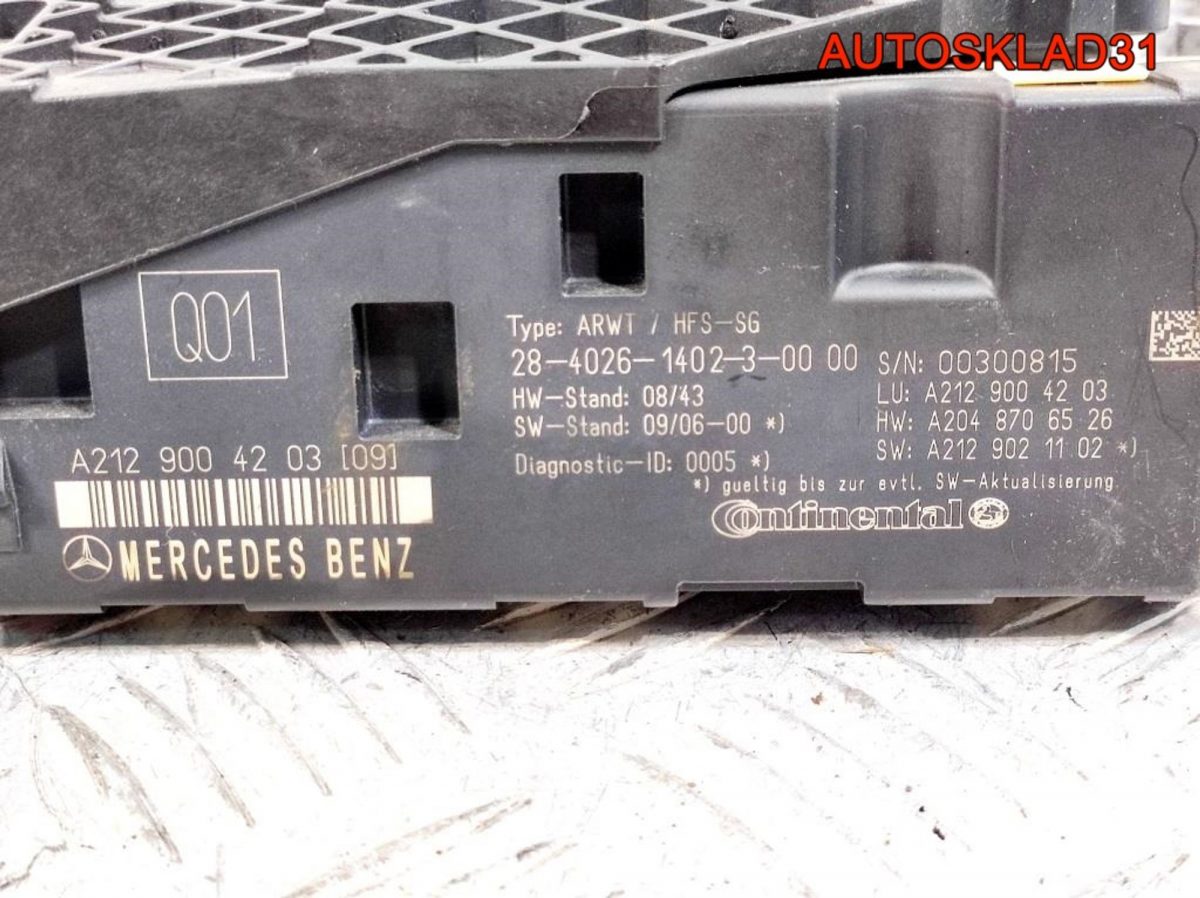 AUTOSKLAD31
Q01
A212 900 42 03 [09]
MERCEDES BENZ
Type: ARWT / HFS-SG
28-4026-1402-3-00 00
HW-Stand: 08/43
SW-Stand: 09/06-00 *)
Diagnostic-ID: 0005 *)
S/N: 00300815
LU: A212 900 42 03
HW: A204 870 65 26
SW: A212 902 11 02 *)
*) gueltig bis zur evtl. SW-Aktualisierung.
Continental